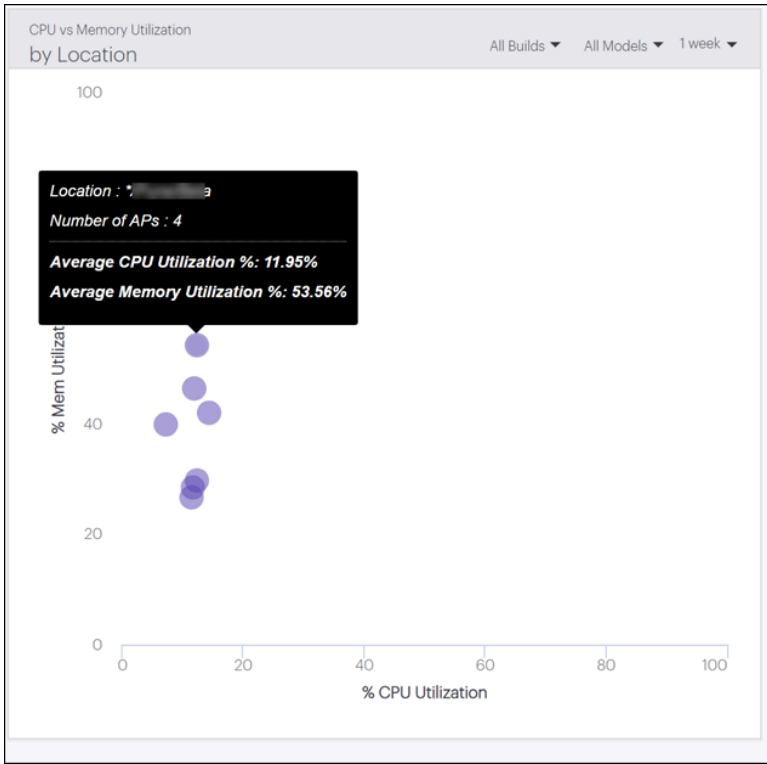 CPU vs Memory Utilization
by Location
All Builds
All Models
1 week
100
Location :
Number of APs : 4
Average CPU Utilization %: 11.95%
Average Memory Utilization %: 53.56%
% Mem Utilizat
40
20
0
0 20 40 60 80 100
% CPU Utilization